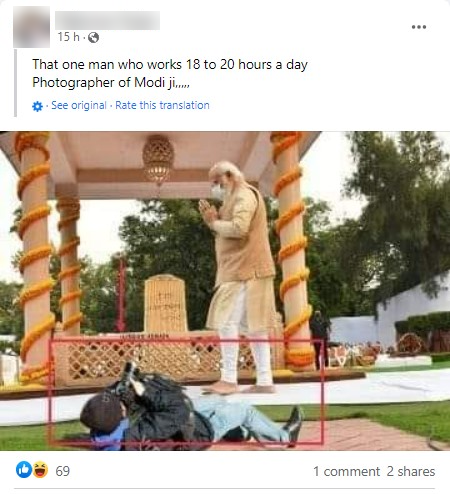 15 h ·
That one man who works 18 to 20 hours a day
Photographer of Modi ji,,,,,
· See original · Rate this translation
69
1 comment 2 shares